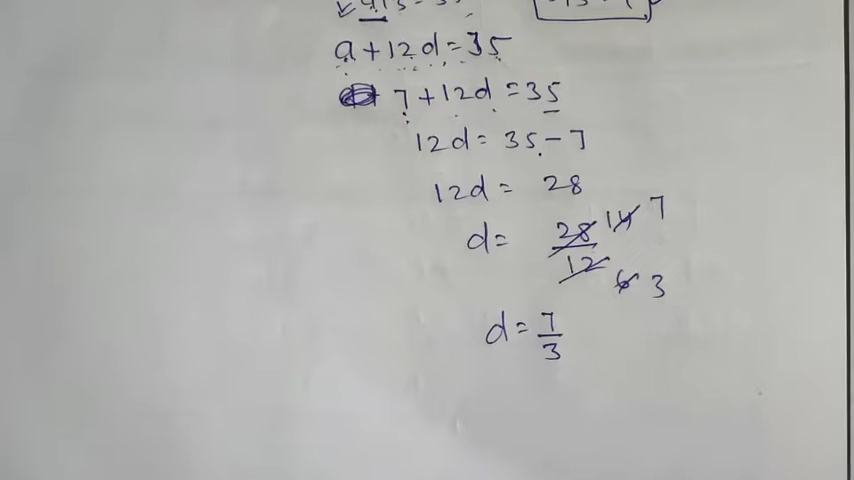 a + 12d = 35
7 + 12d = 35
12d = 35 - 7
12d = 28
d = 28/12 14/6 7/3
d = 7/3